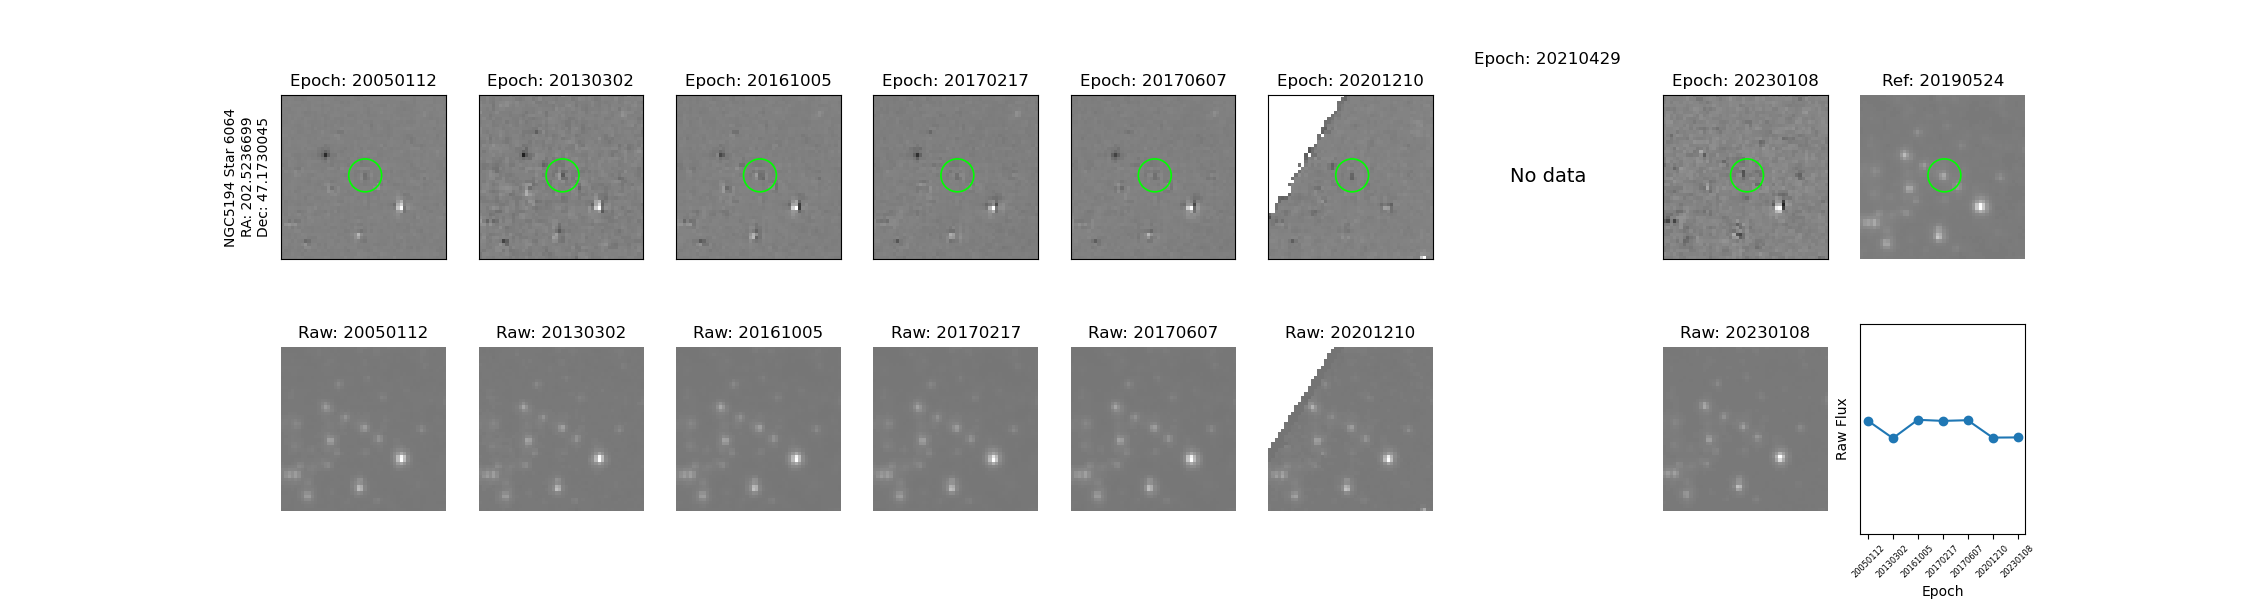 Epoch: 20210429
Epoch: 20050112
Epoch: 20130302
Epoch: 20161005
Epoch: 20170217
Epoch: 20170607
Epoch: 20201210
Epoch: 20230108
Ref: 20190524
NGC5194 Star 6064
RA: 202.5236699
Dec: 47.1730045
No data
Raw: 20050112
Raw: 20130302
Raw: 20161005
Raw: 20170217
Raw: 20170607
Raw: 20201210
Raw: 20230108
Raw Flux
20050112
20130302
20161005
20170217
20170607
20201210
20230108
Epoch